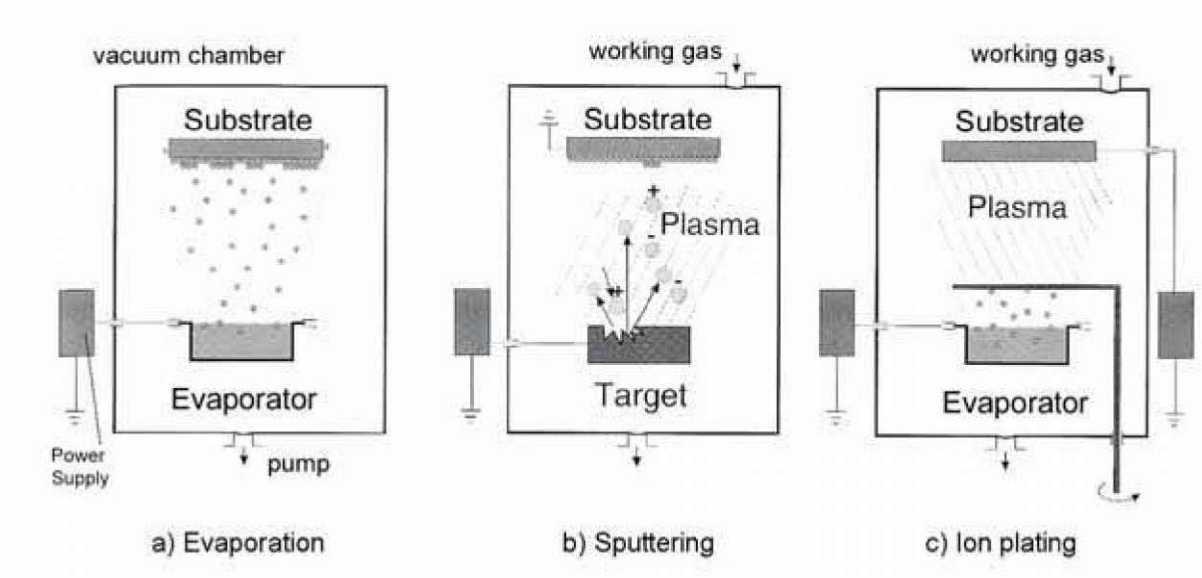 vacuum chamber
Substrate
Evaporator
Power
Supply
pump
a) Evaporation
working gas
Substrate
+
Plasma
-
+
-
Target
b) Sputtering
working gas
Substrate
Plasma
Evaporator
c) Ion plating